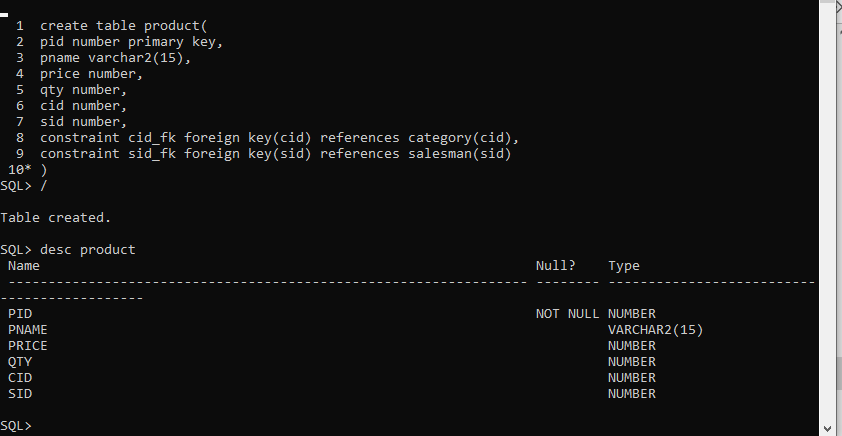 1  create table product(
2  pid number primary key,
3  pname varchar2(15),
4  price number,
5  qty number,
6  cid number,
7  sid number,
8  constraint cid_fk foreign key(cid) references category(cid),
9  constraint sid_fk foreign key(sid) references salesman(sid)
10* )
SQL> /
Table created.
SQL> desc product
Name                                                              Null?    Type
----------------------------------------------------------------- -------- --------------------------
------------------
PID                                                               NOT NULL NUMBER
PNAME                                                                      VARCHAR2(15)
PRICE                                                                      NUMBER
QTY                                                                        NUMBER
CID                                                                        NUMBER
SID                                                                        NUMBER
SQL>